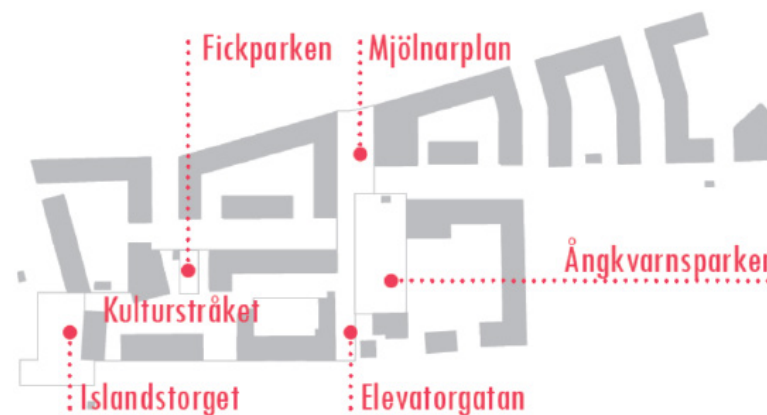 Fickparken
Mjölnarplan
Ångkvarnsparken
Kulturstråket
Islandstorget
Elevatorgatan